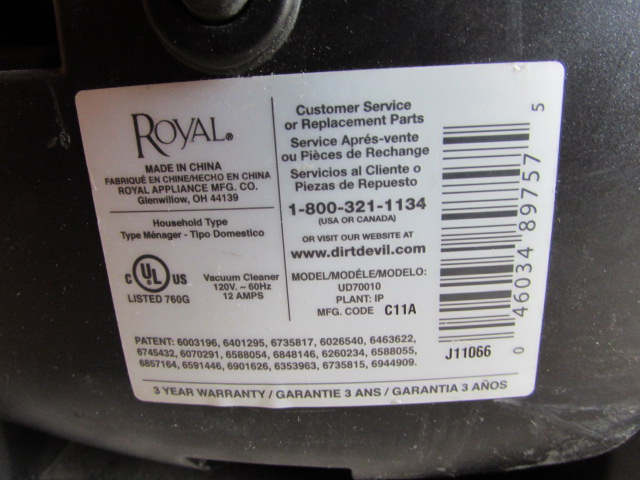 ROYAL®
MADE IN CHINA
FABRIQUÉ EN CHINE/HECHO EN CHINA
ROYAL APPLIANCE MFG. CO.
Glenwillow, OH 44139
Household Type
Type Ménager - Tipo Domestico
C UL US
LISTED 760G
Vacuum Cleaner
120V. ~ 60Hz
12 AMPS
Customer Service
or Replacement Parts
Service Aprés-vente
ou Pièces de Rechange
Servicios al Cliente o
Piezas de Repuesto
1-800-321-1134
(USA OR CANADA)
OR VISIT OUR WEBSITE AT
www.dirtdevil.com
MODEL/MODÉLE/MODELO:
UD70010
PLANT: IP
MFG. CODE C11A
0 46034 89757 5
J11066
PATENT: 6003196, 6401295, 6735817, 6026540, 6463622,
6745432, 6070291, 6588054, 6848146, 6260234, 6588055,
6857164, 6591446, 6901626, 6353963, 6735815, 6944909.
3 YEAR WARRANTY / GARANTIE 3 ANS / GARANTIA 3 AÑOS